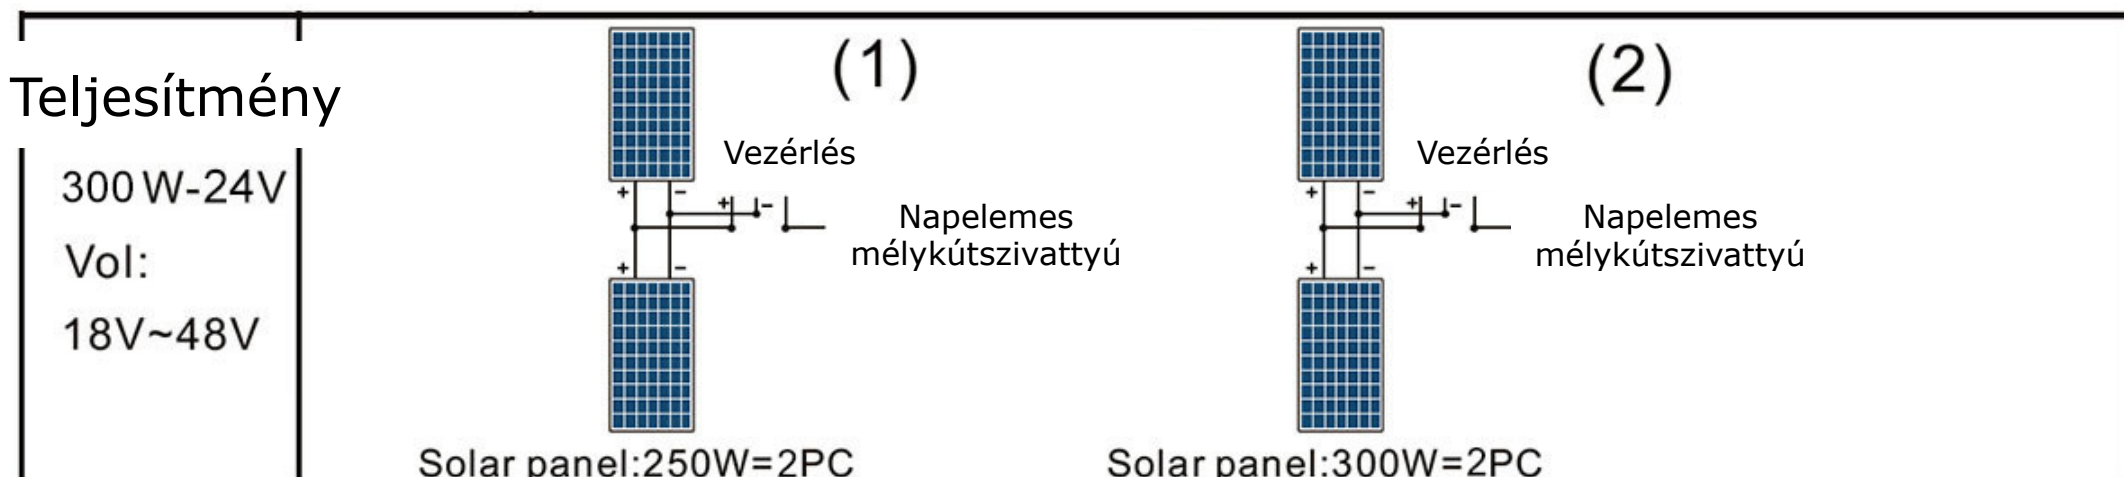 Teljesítmény
300 W-24V
Vol:
18V~48V
(1)
Vezérlés
+ -
+ -
Napelemes
mélykútszivattyú
+ -
Solar panel:250W=2PC
(2)
Vezérlés
+ -
+ -
Napelemes
mélykútszivattyú
+ -
Solar panel:300W=2PC